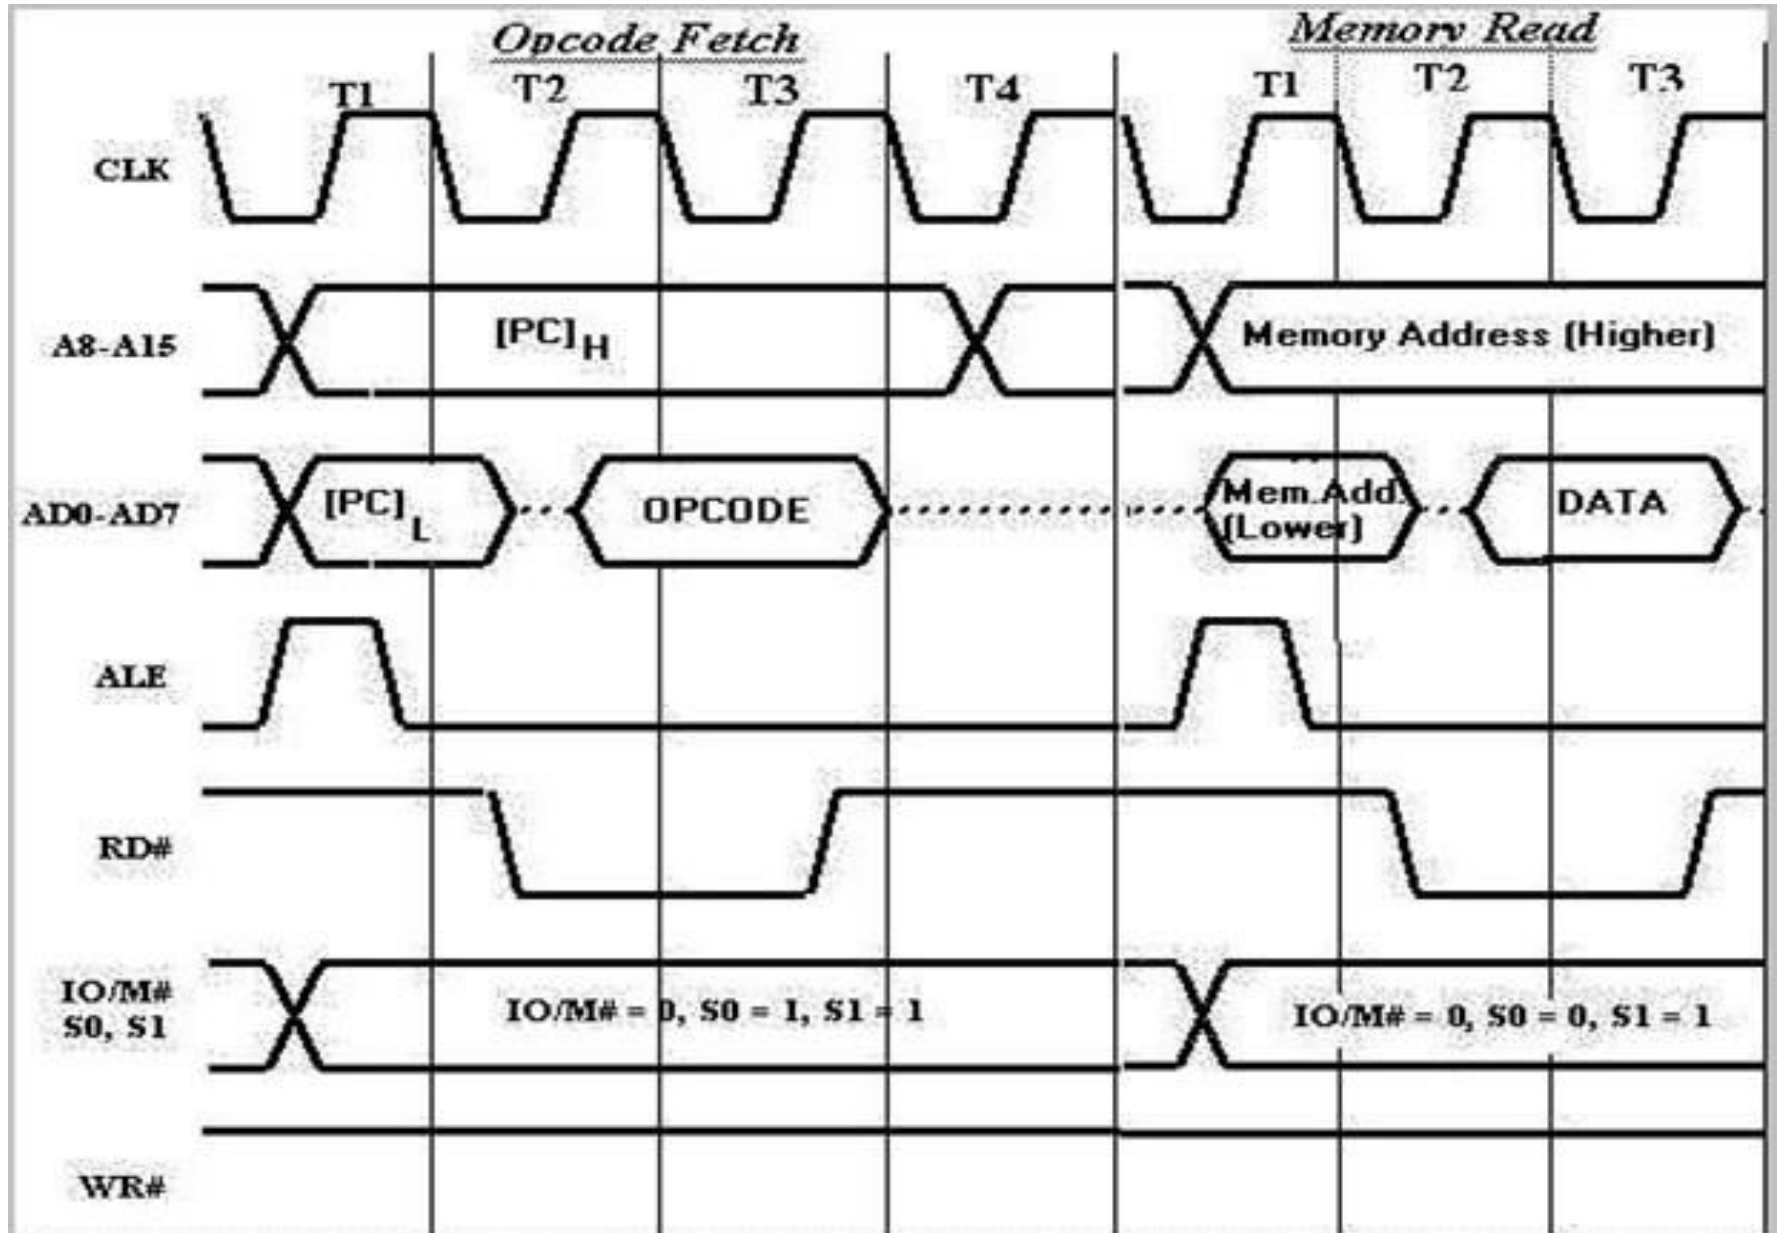 Opcode Fetch
Memory Read
T1
T2
T3
T4
T1
T2
T3
CLK
A8-A15
[PC]H
Memory Address (Higher)
AD0-AD7
[PC]L
OPCODE
Mem.Add.
(Lower)
DATA
ALE
RD#
IO/M#
S0, S1
IO/M# = 0, S0 = 1, S1 = 1
IO/M# = 0, S0 = 0, S1 = 1
WR#